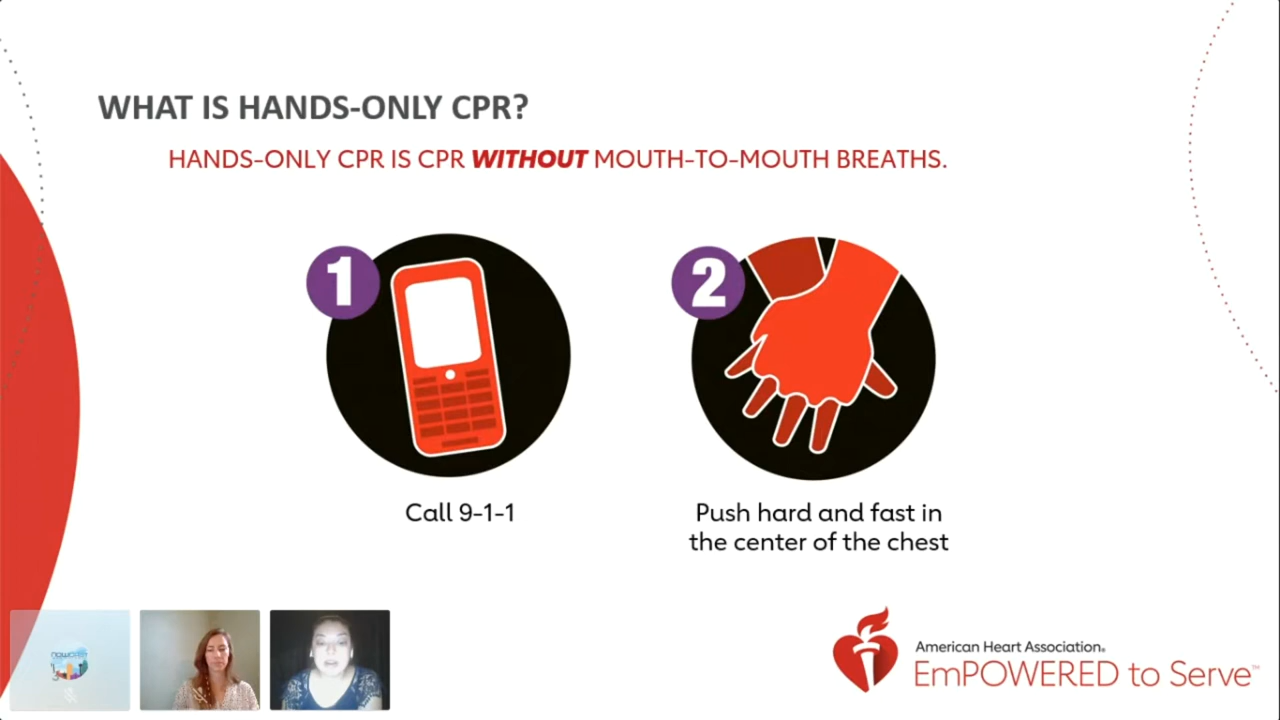 WHAT IS HANDS-ONLY CPR?
HANDS-ONLY CPR IS CPR WITHOUT MOUTH-TO-MOUTH BREATHS.
1
2
Call 9-1-1
Push hard and fast in
the center of the chest
American Heart Association®
EmPOWERED to Serve™